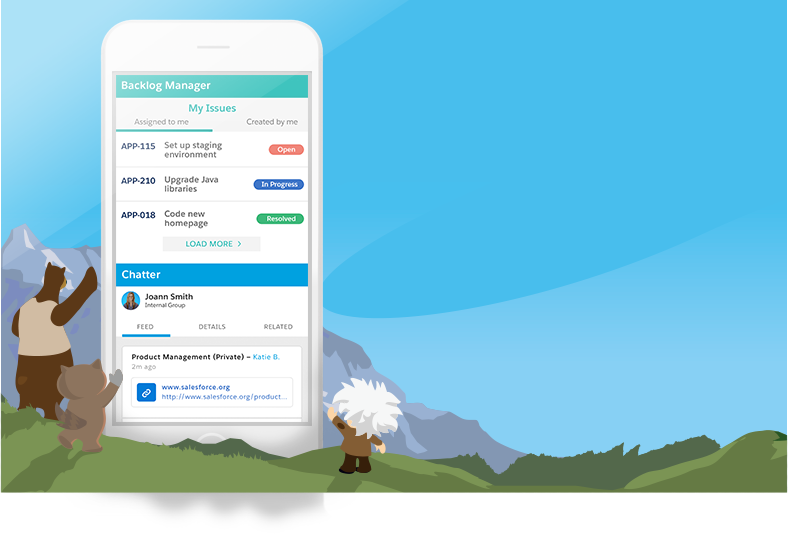 Backlog Manager
My Issues
Assigned to me
Created by me
APP-115
Set up staging
environment
Open
APP-210
Upgrade Java
libraries
In Progress
APP-018
Code new
homepage
Resolved
LOAD MORE >
Chatter
Joann Smith
Internal Group
FEED
DETAILS
RELATED
Product Management (Private) – Katie B.
2m ago
www.salesforce.org
http://www.salesforce.org/product...